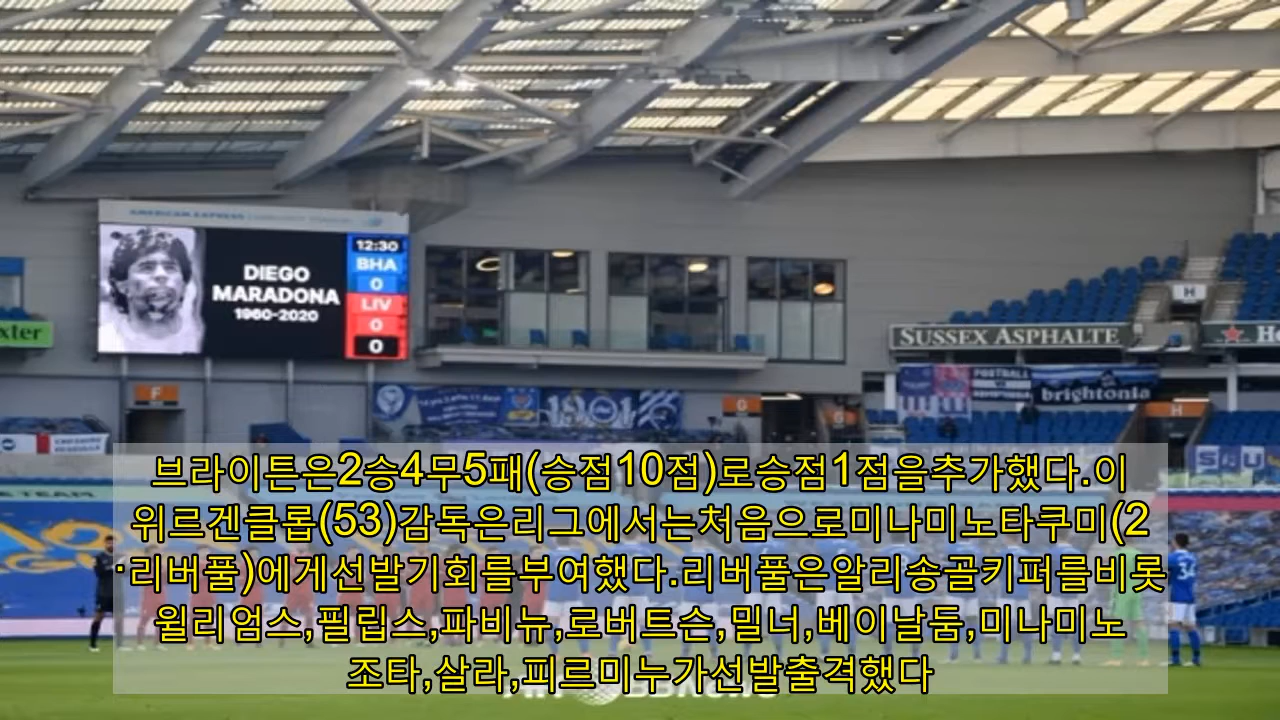 AMERICAN EXPRESS
DIEGO
MARADONA
1960-2020
12:30
BHA
0
LIV
0
0
xter
SUSSEX ASPHALTE
H
F
G
G
H
1901
FOOTBALL
brightonia
TEAM
34
브라이튼은2승4무5패(승점10점)로승점1점을추가했다.이
위르겐클롭(53)감독은리그에서는처음으로미나미노타쿠미(2
·리버풀)에게선발기회를부여했다.리버풀은알리송골키퍼를비롯
윌리엄스,필립스,파비뉴,로버트슨,밀너,베이날둠,미나미노
조타,살라,피르미누가선발출격했다